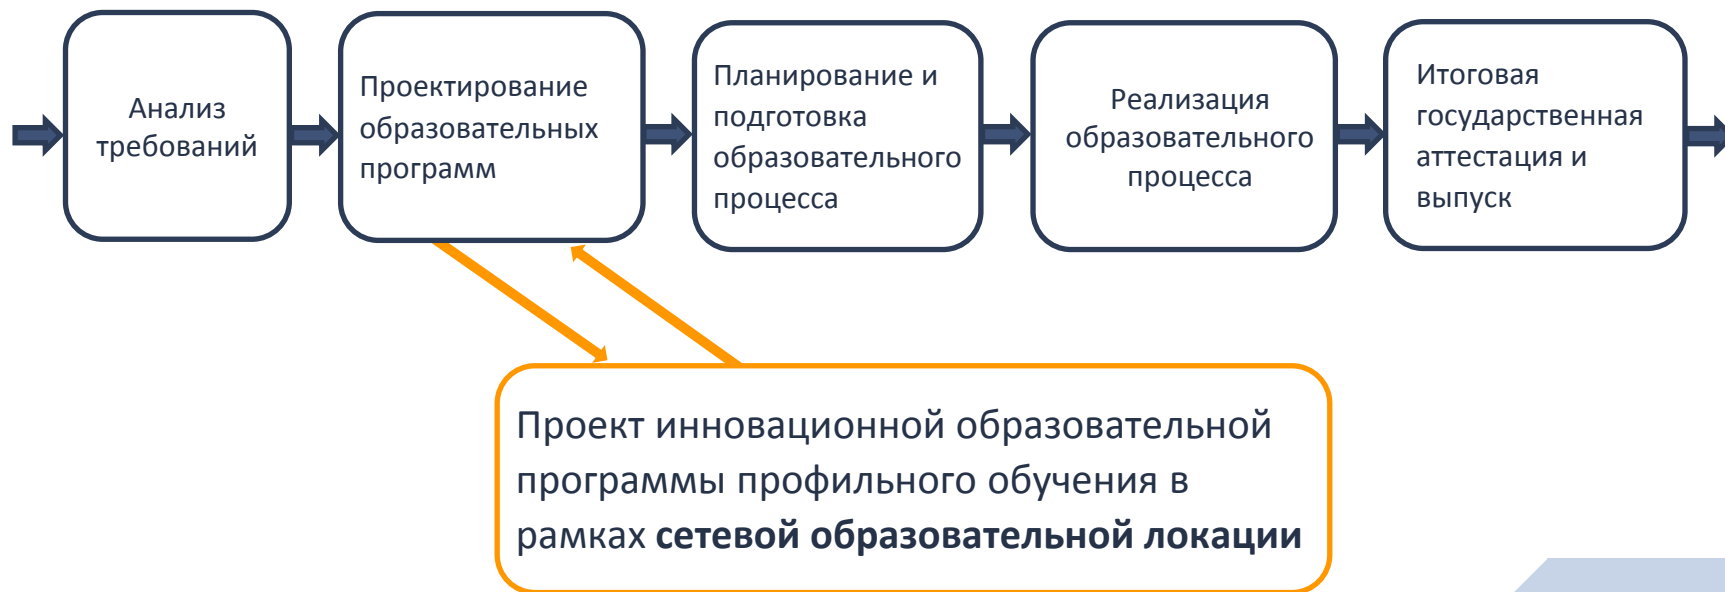 Анализ
требований
Проектирование
образовательных
программ
Планирование и
подготовка
образовательного
процесса
Реализация
образовательного
процесса
Итоговая
государственная
аттестация и
выпуск
Проект инновационной образовательной
программы профильного обучения в
рамках сетевой образовательной локации